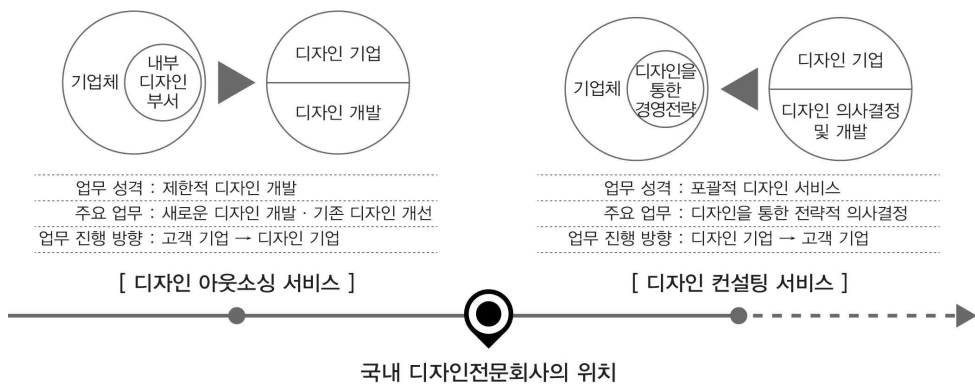 기업체
내부
디자인
부서
디자인 기업
디자인 개발
업무 성격 : 제한적 디자인 개발
주요 업무 : 새로운 디자인 개발 · 기존 디자인 개선
업무 진행 방향 : 고객 기업 → 디자인 기업
[ 디자인 아웃소싱 서비스 ]
기업체
디자인을
통한
경영전략
디자인 기업
디자인 의사결정
및 개발
업무 성격 : 포괄적 디자인 서비스
주요 업무 : 디자인을 통한 전략적 의사결정
업무 진행 방향 : 디자인 기업 → 고객 기업
[ 디자인 컨설팅 서비스 ]
국내 디자인전문회사의 위치